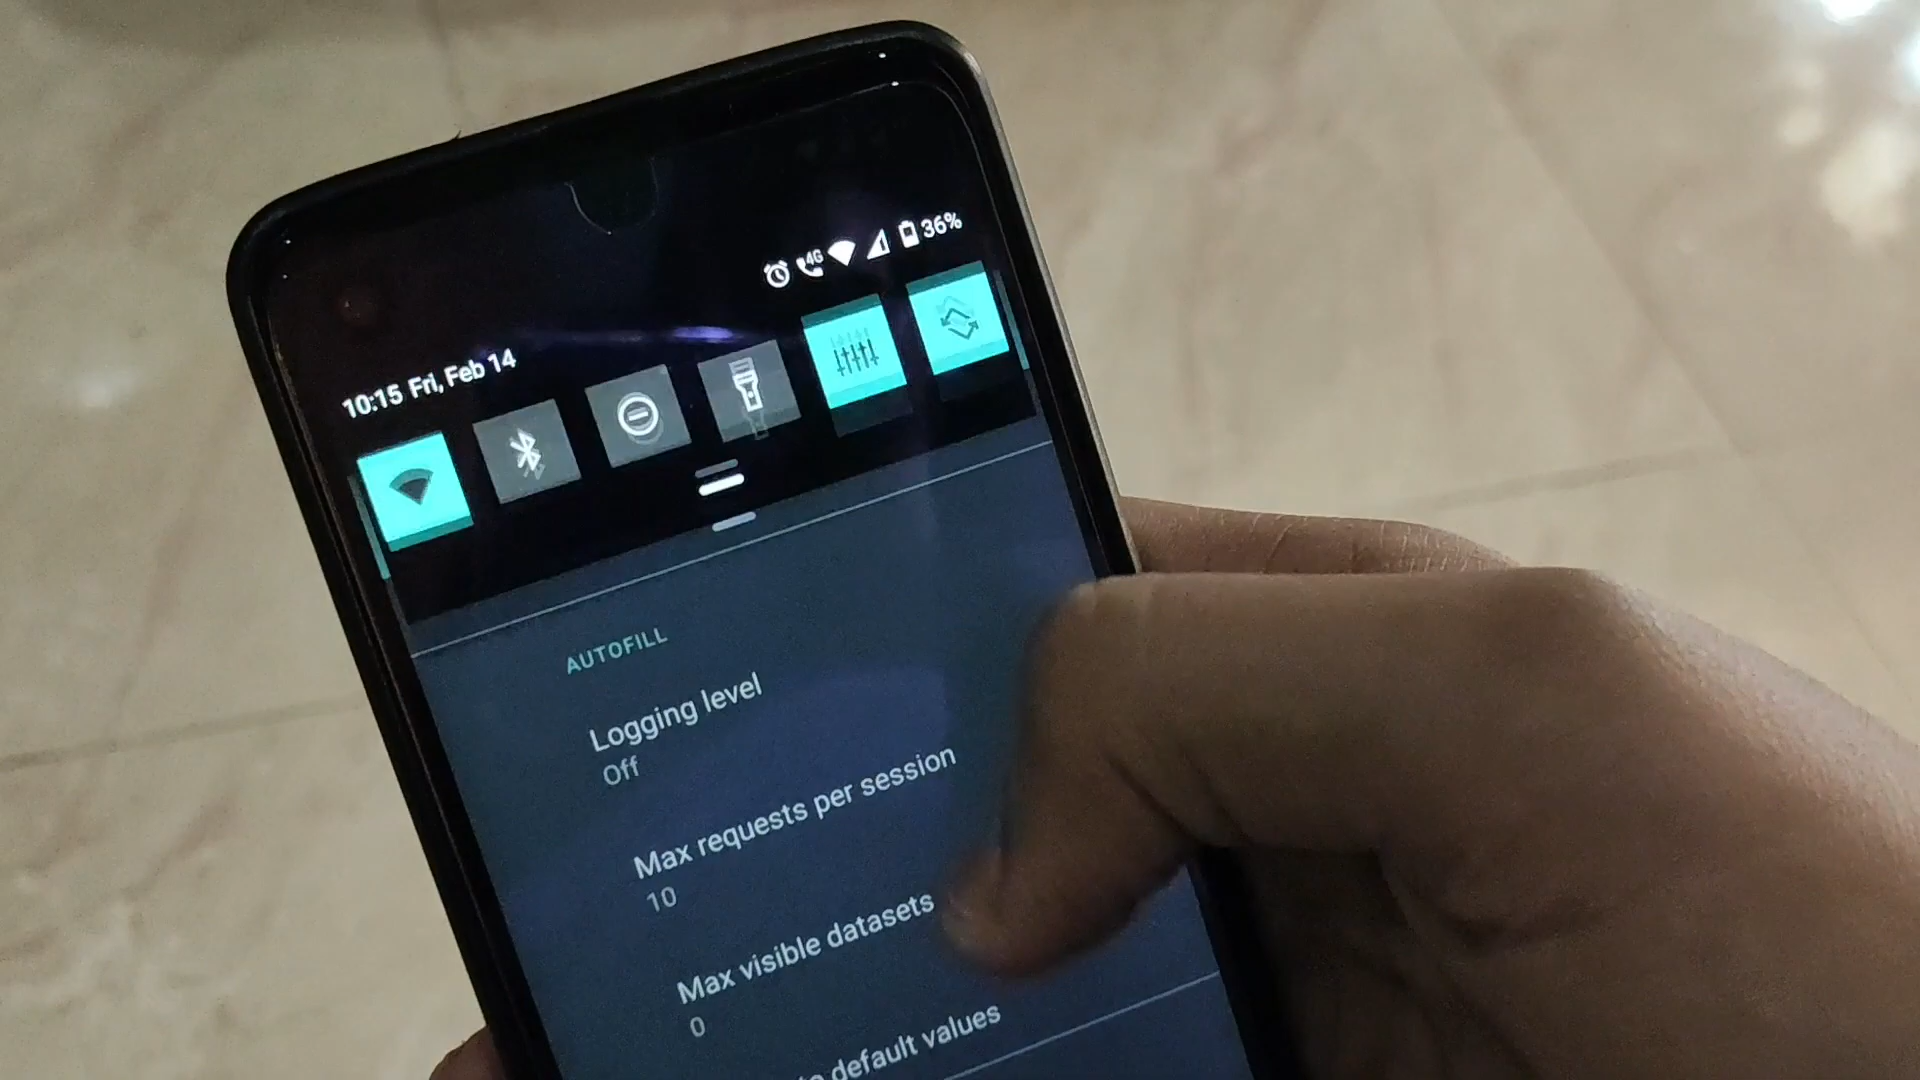 4G 36%
10:15 Fri, Feb 14
AUTOFILL
Logging level
Off
Max requests per session
10
Max visible datasets
0
default values